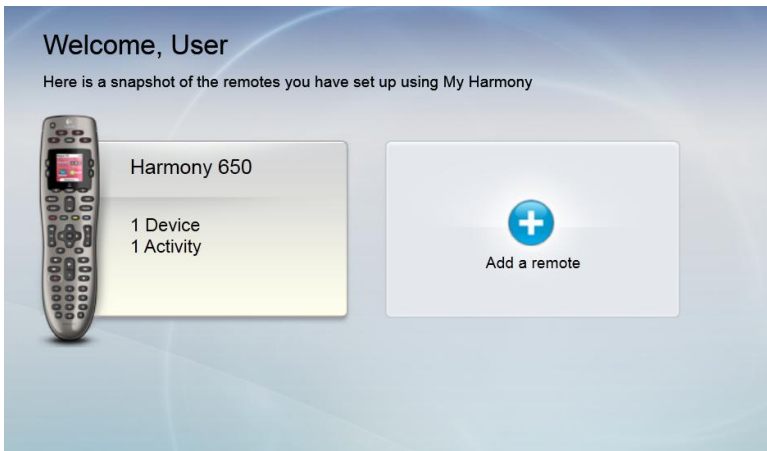 Welcome, User
Here is a snapshot of the remotes you have set up using My Harmony
Harmony 650
1 Device
1 Activity
Add a remote